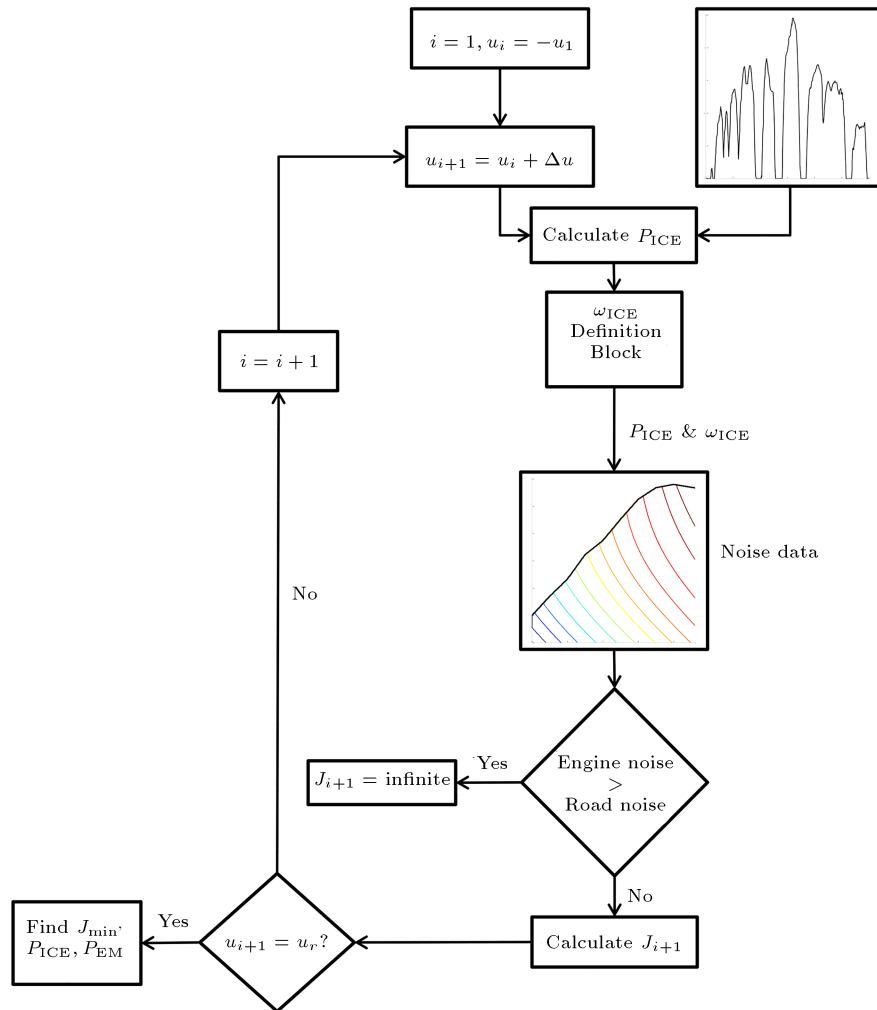 i = 1, u_i = −u_1
u_{i+1} = u_i + Δu
Calculate P_ICE
ω_ICE
Definition
Block
i = i + 1
P_ICE & ω_ICE
Noise data
No
Engine noise
>
Road noise
Yes
J_{i+1} = infinite
No
Calculate J_{i+1}
u_{i+1} = u_r?
Yes
Find J_min,
P_ICE, P_EM